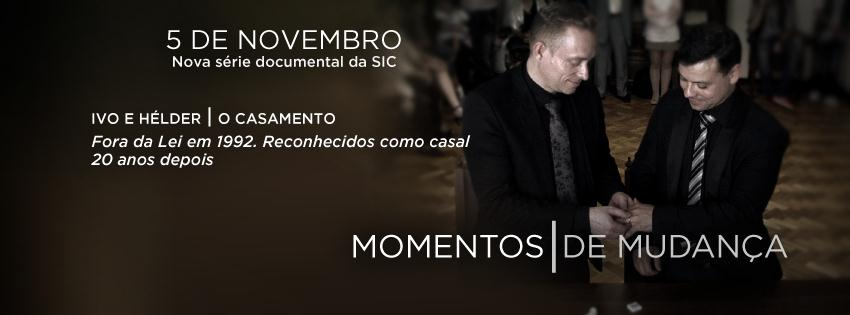 5 DE NOVEMBRO
Nova série documental da SIC
IVO E HÉLDER | O CASAMENTO
Fora da Lei em 1992. Reconhecidos como casal
20 anos depois
MOMENTOS | DE MUDANÇA